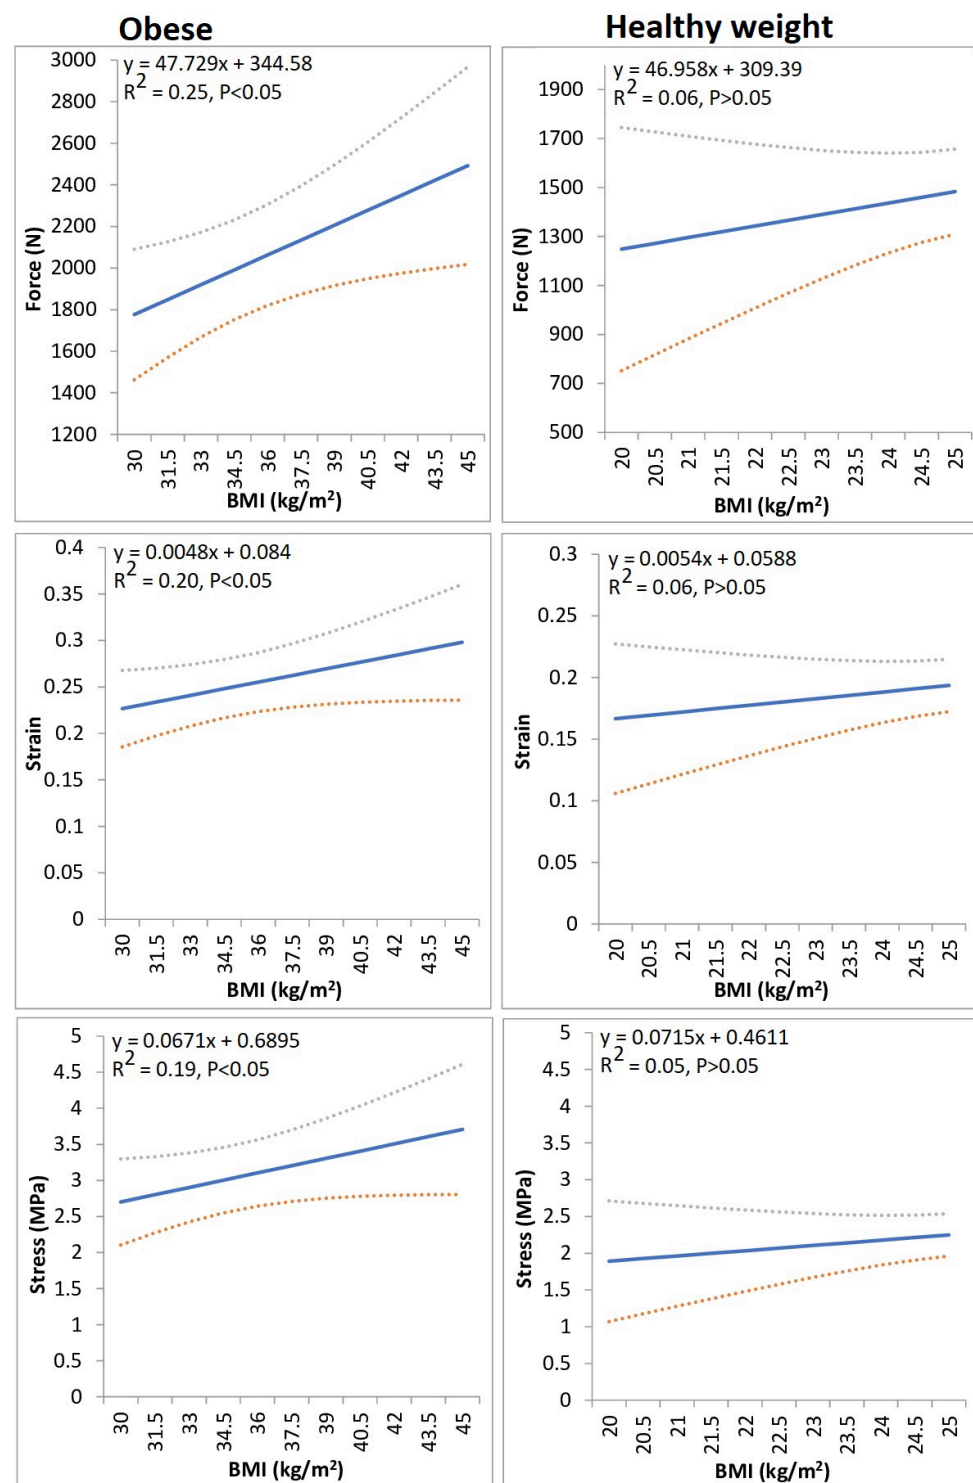 Obese
y = 47.729x + 344.58
R² = 0.25, P<0.05
3000
2800
2600
2400
2200
2000
1800
1600
1400
1200
Force (N)
30 31.5 33 34.5 36 37.5 39 40.5 42 43.5 45
BMI (kg/m²)
Healthy weight
y = 46.958x + 309.39
R² = 0.06, P>0.05
1900
1700
1500
1300
1100
900
700
500
Force (N)
20 20.5 21 21.5 22 22.5 23 23.5 24 24.5 25
BMI (kg/m²)
y = 0.0048x + 0.084
R² = 0.20, P<0.05
0.4
0.35
0.3
0.25
0.2
0.15
0.1
0.05
0
Strain
30 31.5 33 34.5 36 37.5 39 40.5 42 43.5 45
BMI (kg/m²)
y = 0.0054x + 0.0588
R² = 0.06, P>0.05
0.3
0.25
0.2
0.15
0.1
0.05
0
Strain
20 20.5 21 21.5 22 22.5 23 23.5 24 24.5 25
BMI (kg/m²)
y = 0.0671x + 0.6895
R² = 0.19, P<0.05
5
4.5
4
3.5
3
2.5
2
1.5
1
0.5
0
Stress (MPa)
30 31.5 33 34.5 36 37.5 39 40.5 42 43.5 45
BMI (kg/m²)
y = 0.0715x + 0.4611
R² = 0.05, P>0.05
5
4.5
4
3.5
3
2.5
2
1.5
1
0.5
0
Stress (MPa)
20 20.5 21 21.5 22 22.5 23 23.5 24 24.5 25
BMI (kg/m²)